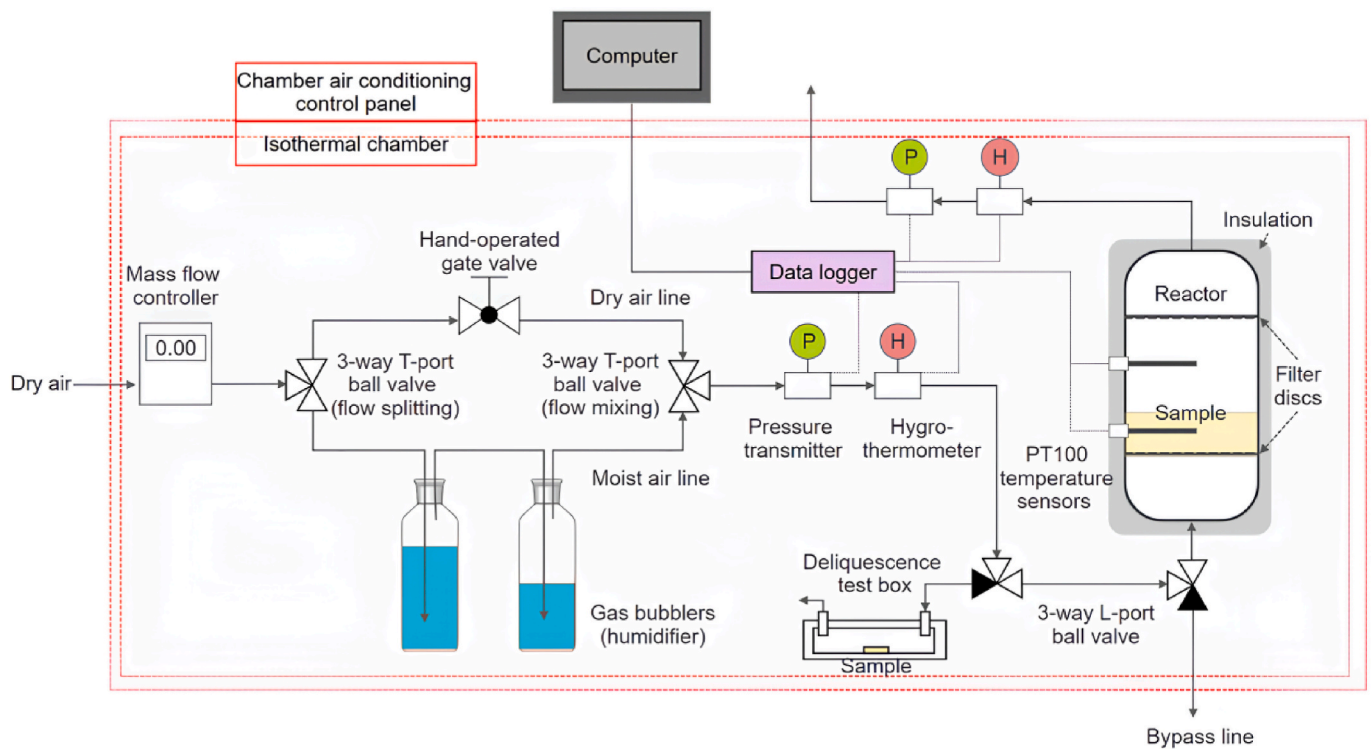 Computer
Chamber air conditioning
control panel
Isothermal chamber
P
H
Insulation
Hand-operated
gate valve
Data logger
Mass flow
controller
Dry air line
Reactor
0.00
P
H
3-way T-port
ball valve
(flow splitting)
3-way T-port
ball valve
(flow mixing)
Dry air
Filter
discs
Sample
Pressure
transmitter
Hygro-
thermometer
PT100
temperature
sensors
Moist air line
Deliquescence
test box
Gas bubblers
(humidifier)
3-way L-port
ball valve
Sample
Bypass line